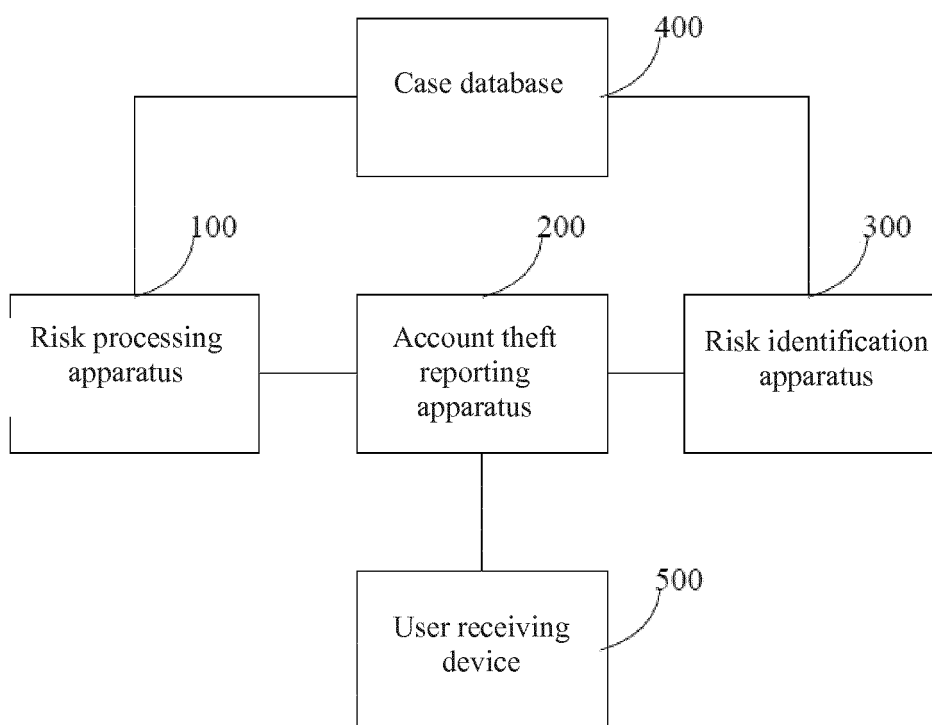 400
Case database
100
200
300
Risk processing
apparatus
Account theft
reporting
apparatus
Risk identification
apparatus
500
User receiving
device